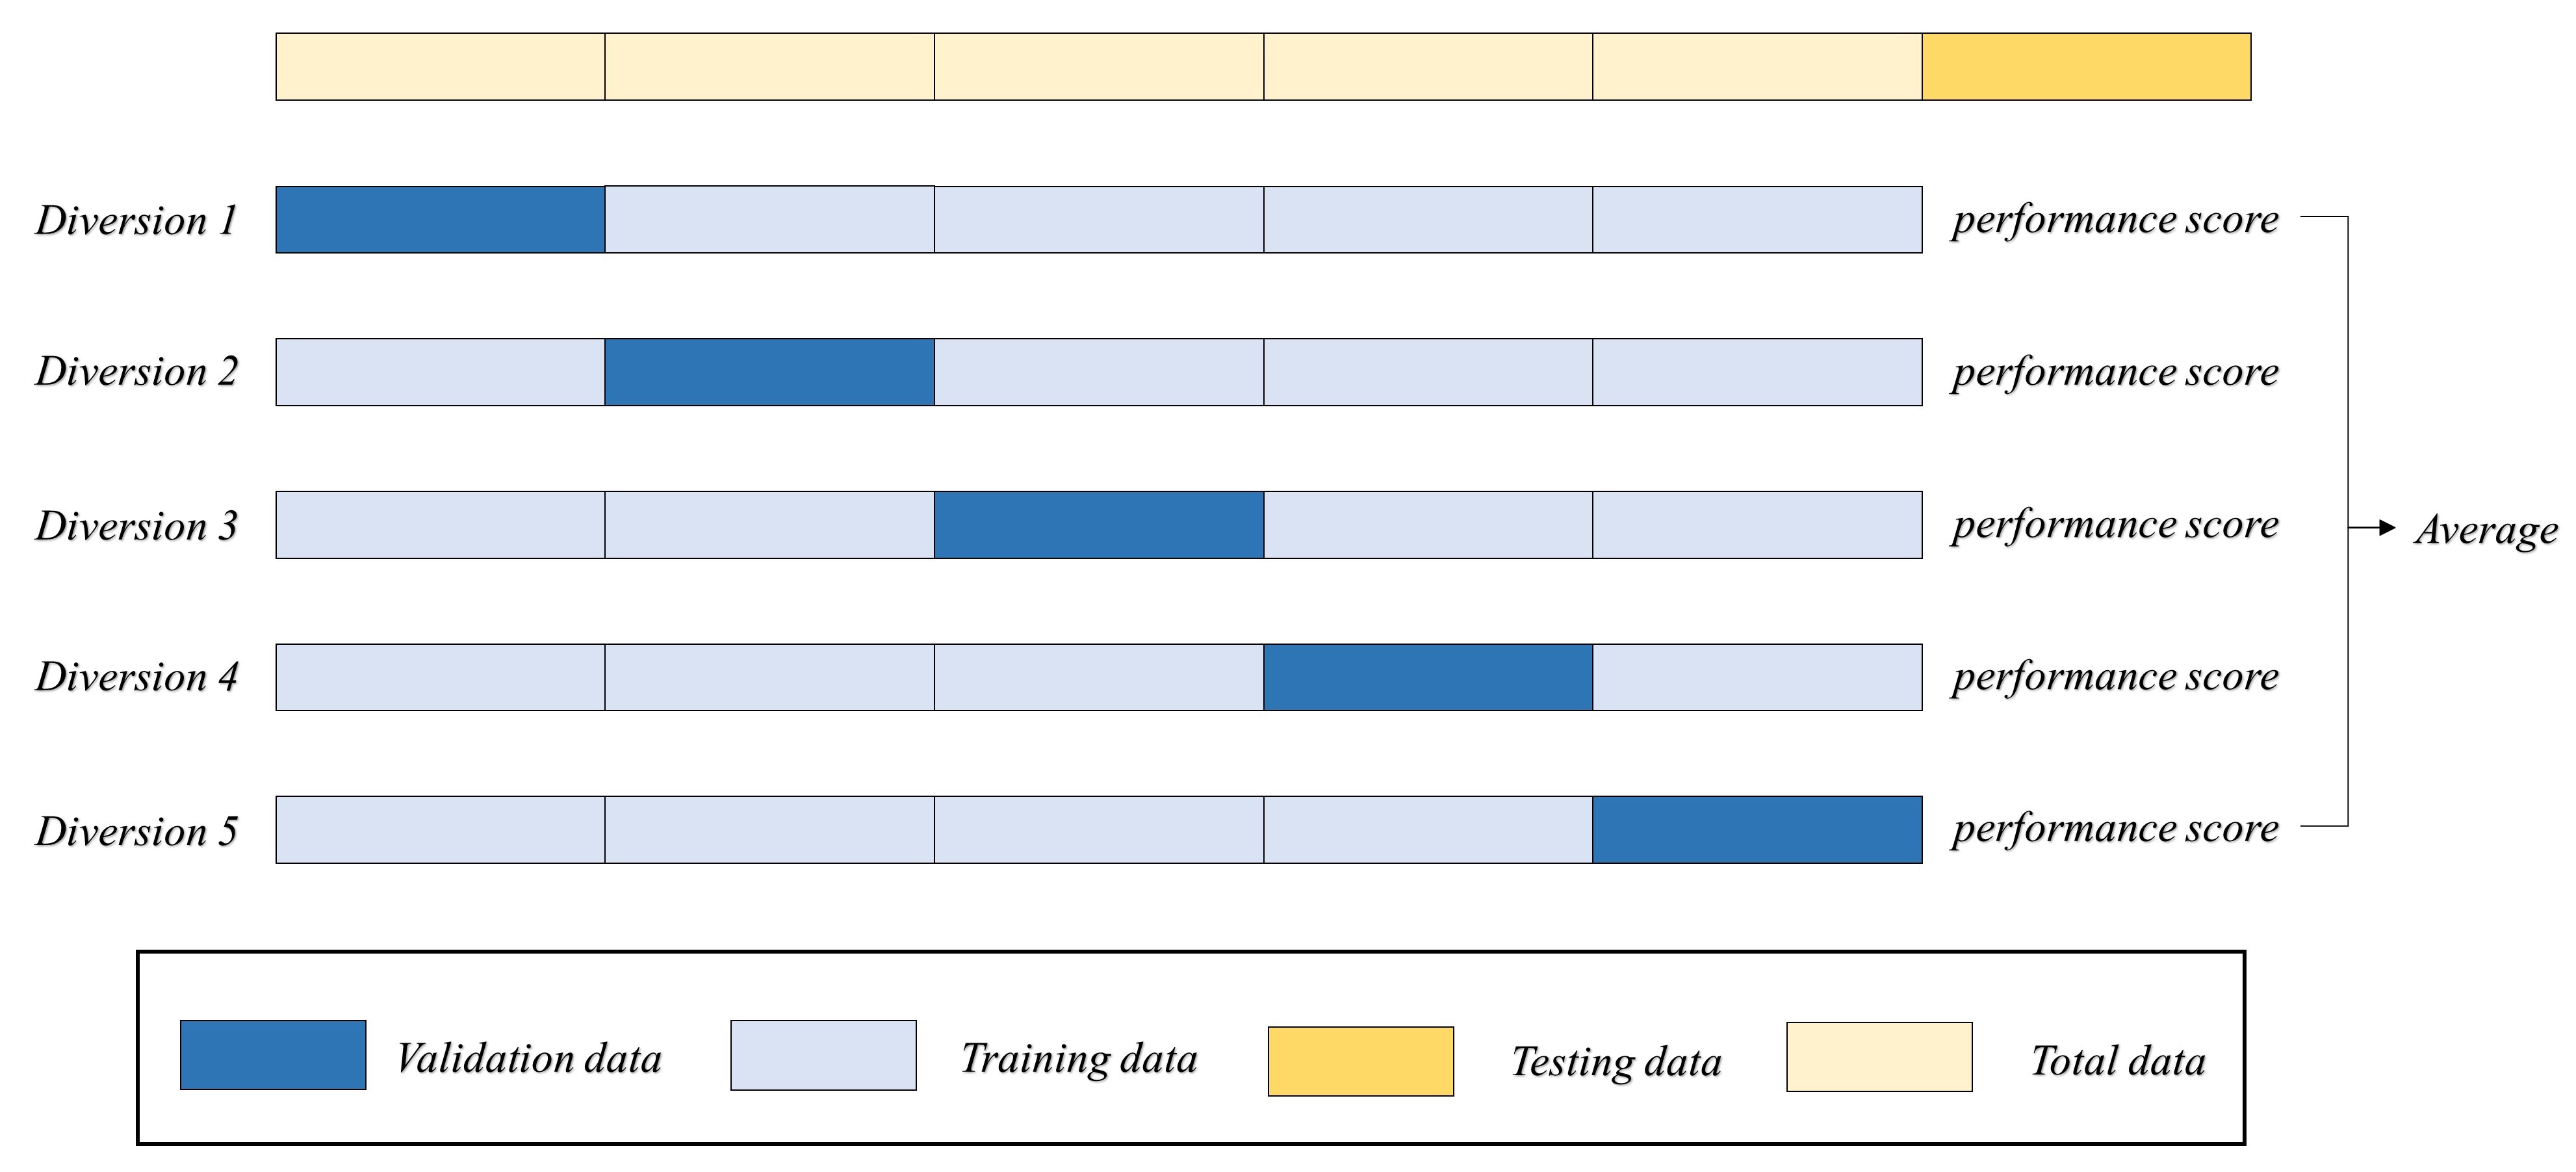 Diversion 1
performance score
Diversion 2
performance score
Diversion 3
performance score
Average
Diversion 4
performance score
Diversion 5
performance score
Validation data
Training data
Testing data
Total data